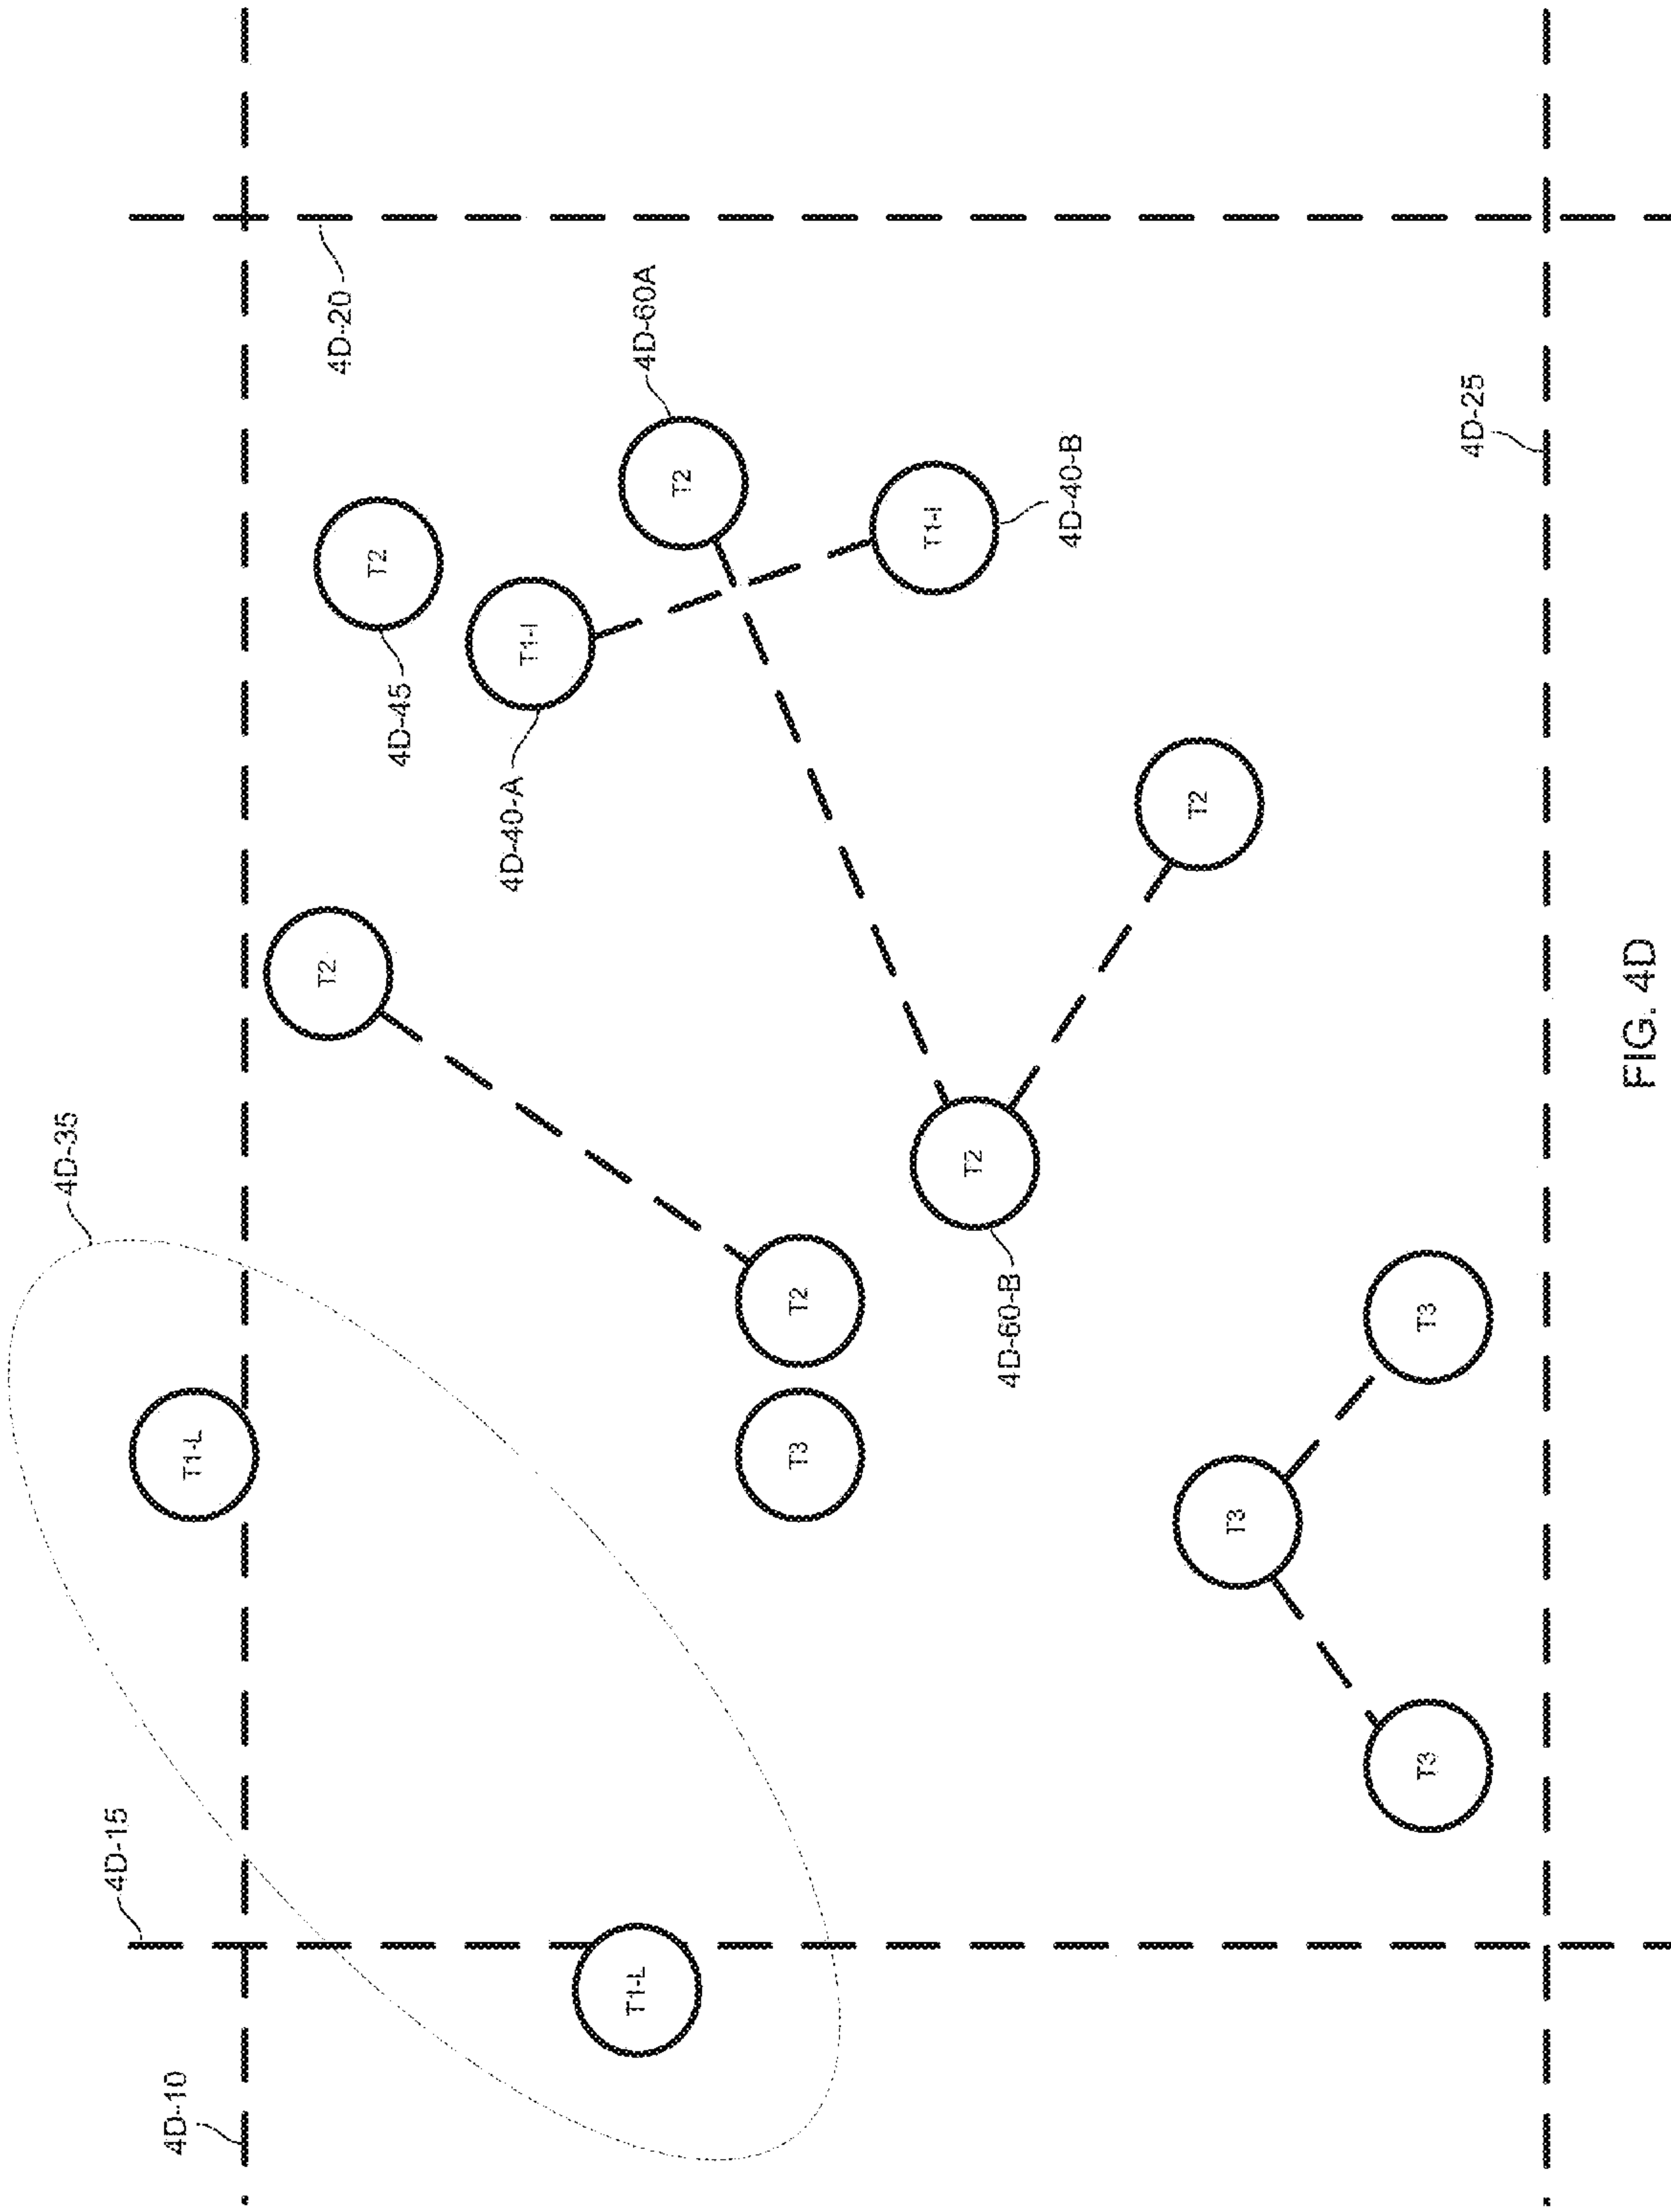 4D-35
4D-15
4D-10
T1-L
T2
4D-20
T2
4D-45
4D-40-A
T1-I
T1-L
4D-60A
T2
T3
T2
T1-I
T2
4D-60-B
4D-40-B
T2
T3
T3
T3
4D-25
FIG. 4D